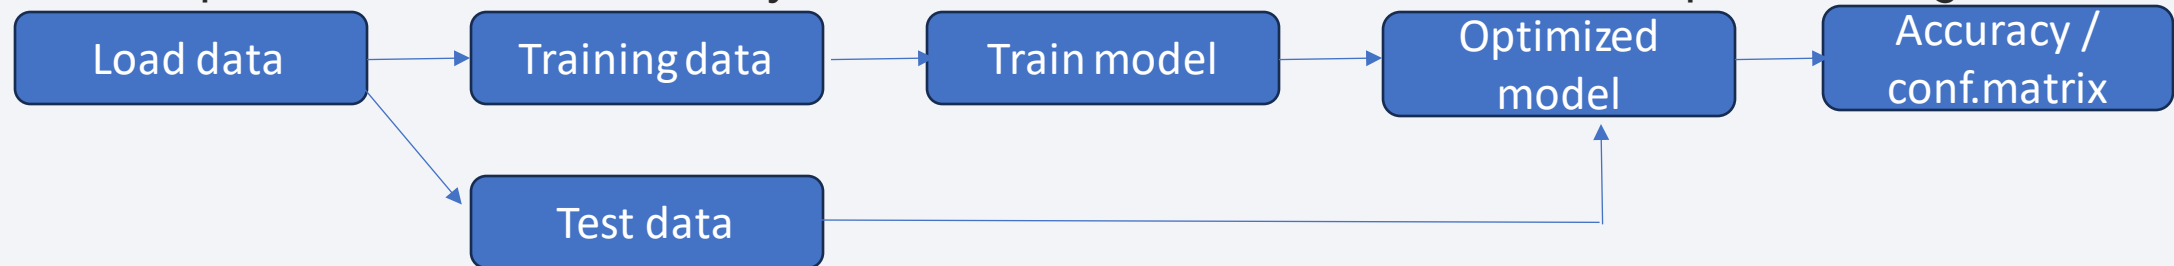 Load data
Training data
Train model
Optimized
model
Accuracy /
conf.matrix
Test data